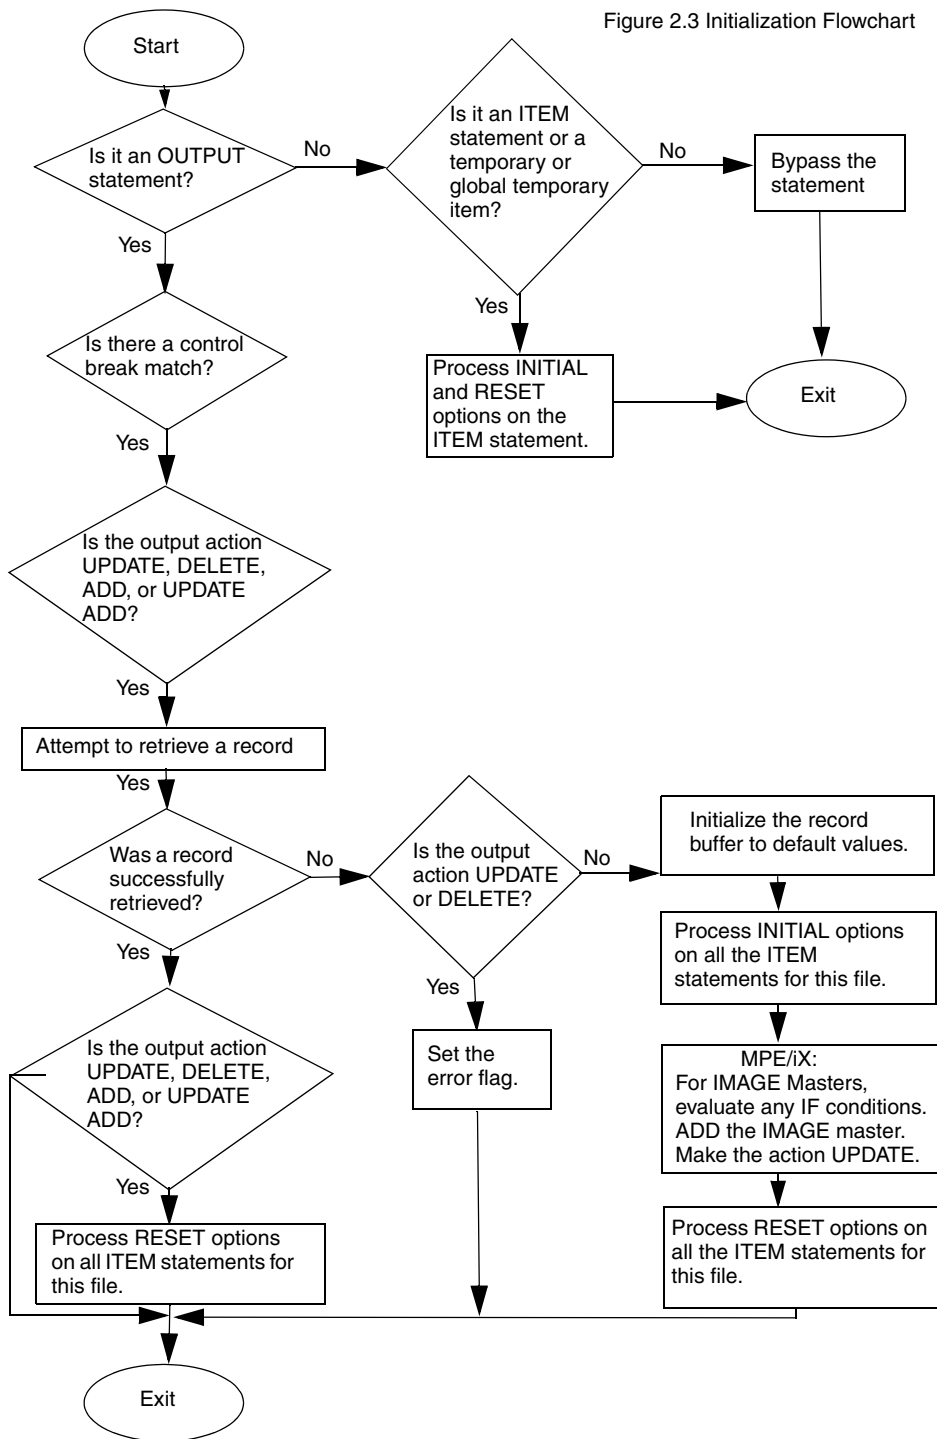 Figure 2.3 Initialization Flowchart
Start
Is it an OUTPUT
statement?
No
Is it an ITEM
statement or a
temporary or
global temporary
item?
No
Bypass the
statement
Yes
Yes
Is there a control
break match?
Process INITIAL
and RESET
options on the
ITEM statement.
Exit
Yes
Is the output action
UPDATE, DELETE,
ADD, or UPDATE
ADD?
Yes
Attempt to retrieve a record
Yes
Was a record
successfully
retrieved?
No
Is the output
action UPDATE
or DELETE?
No
Initialize the record
buffer to default values.
Process INITIAL options
on all the ITEM
statements for this file.
Yes
Yes
Is the output action
UPDATE, DELETE,
ADD, or UPDATE
ADD?
Set the
error flag.
MPE/iX:
For IMAGE Masters,
evaluate any IF conditions.
ADD the IMAGE master.
Make the action UPDATE.
Yes
Process RESET options
on all ITEM statements for
this file.
Process RESET options on
all the ITEM statements for
this file.
Exit